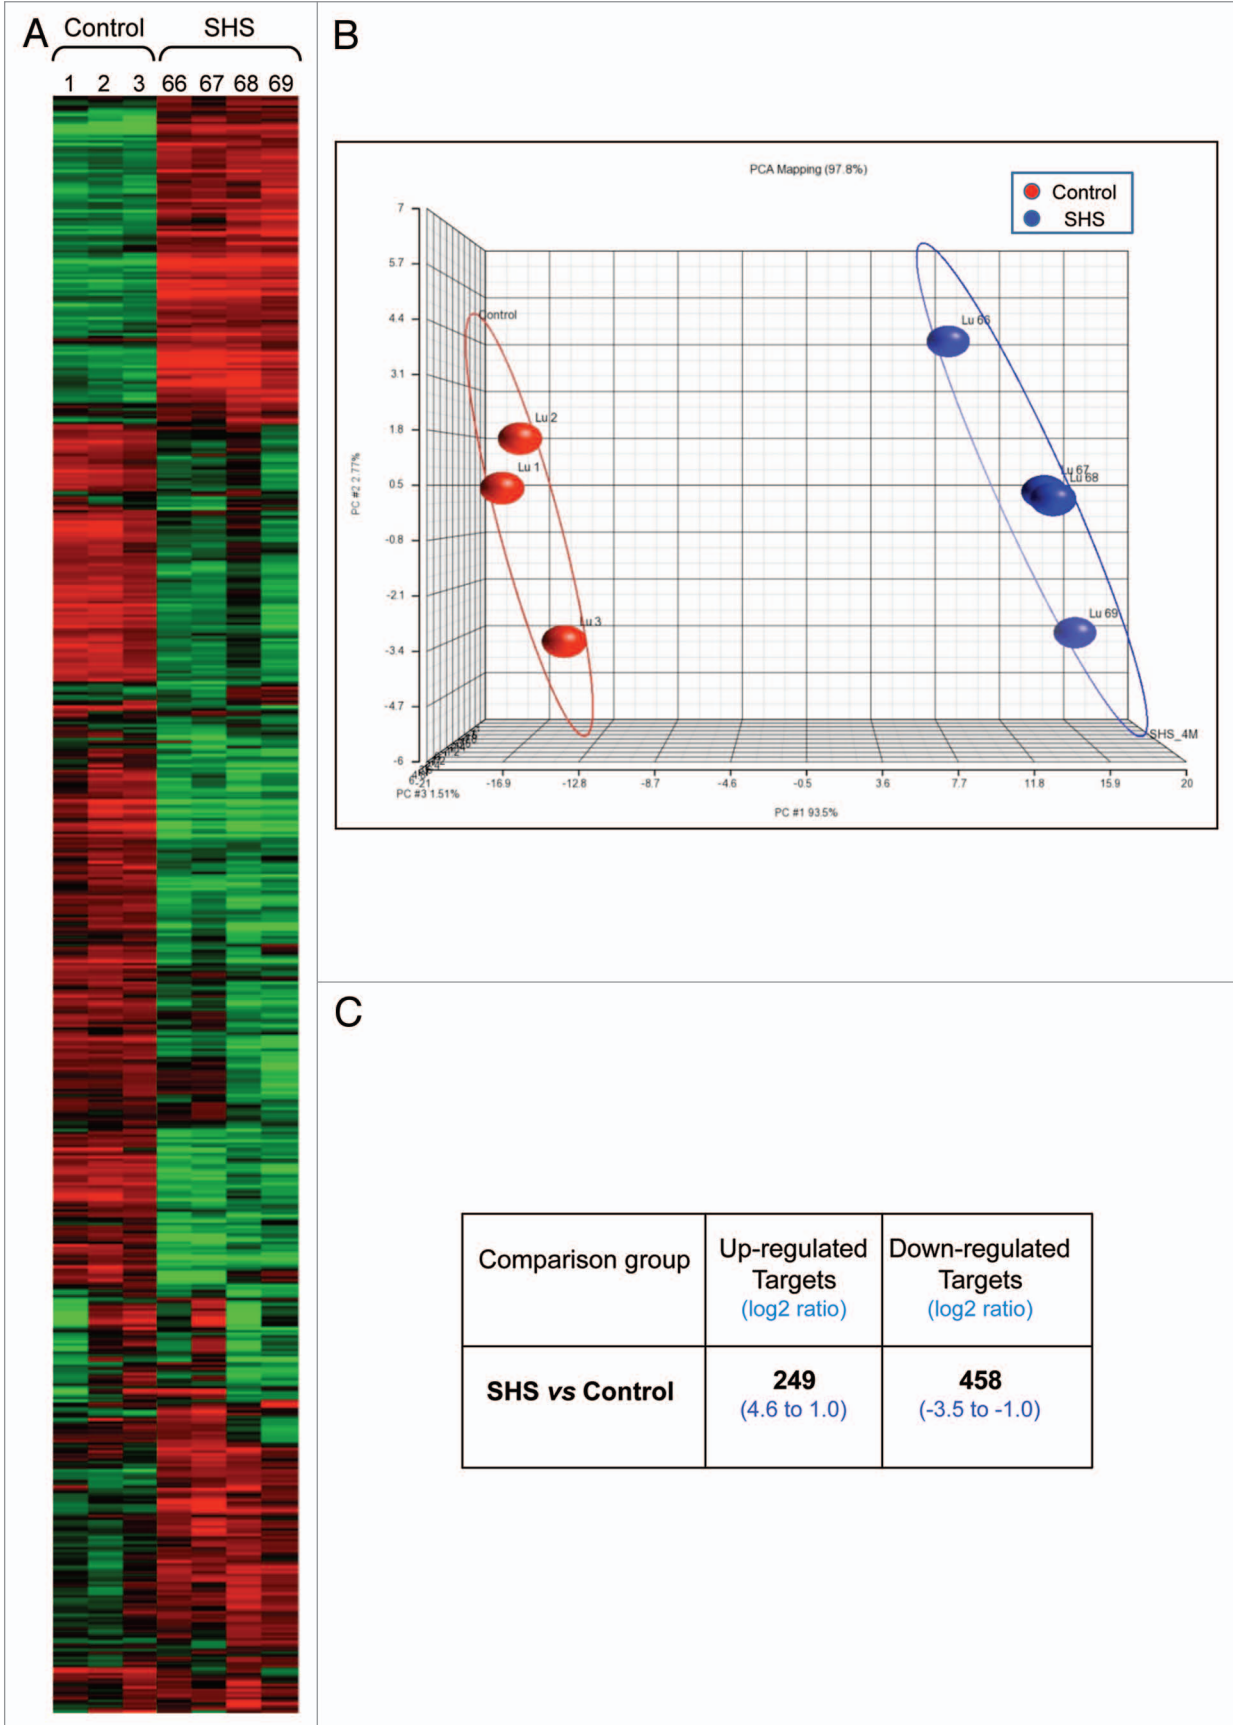 A
Control SHS
1 2 3 66 67 68 69
B
PCA Mapping (97.8%)
Control
SHS
7
5.7
4.4
3.1
1.8
0.5
-0.8
-2.1
-3.4
-4.7
-6
PC #2 2.77%
Control
Lu 2
Lu 1
Lu 3
Lu 66
Lu 67
Lu 68
Lu 69
SHS_4M
-21 -16.9 -12.8 -8.7 -4.6 -0.5 3.6 7.7 11.8 15.9 20
PC #3 1.51%
PC #1 93.5%
C
Comparison group
Up-regulated
Targets
(log2 ratio)
Down-regulated
Targets
(log2 ratio)
SHS vs Control
249
(4.6 to 1.0)
458
(-3.5 to -1.0)